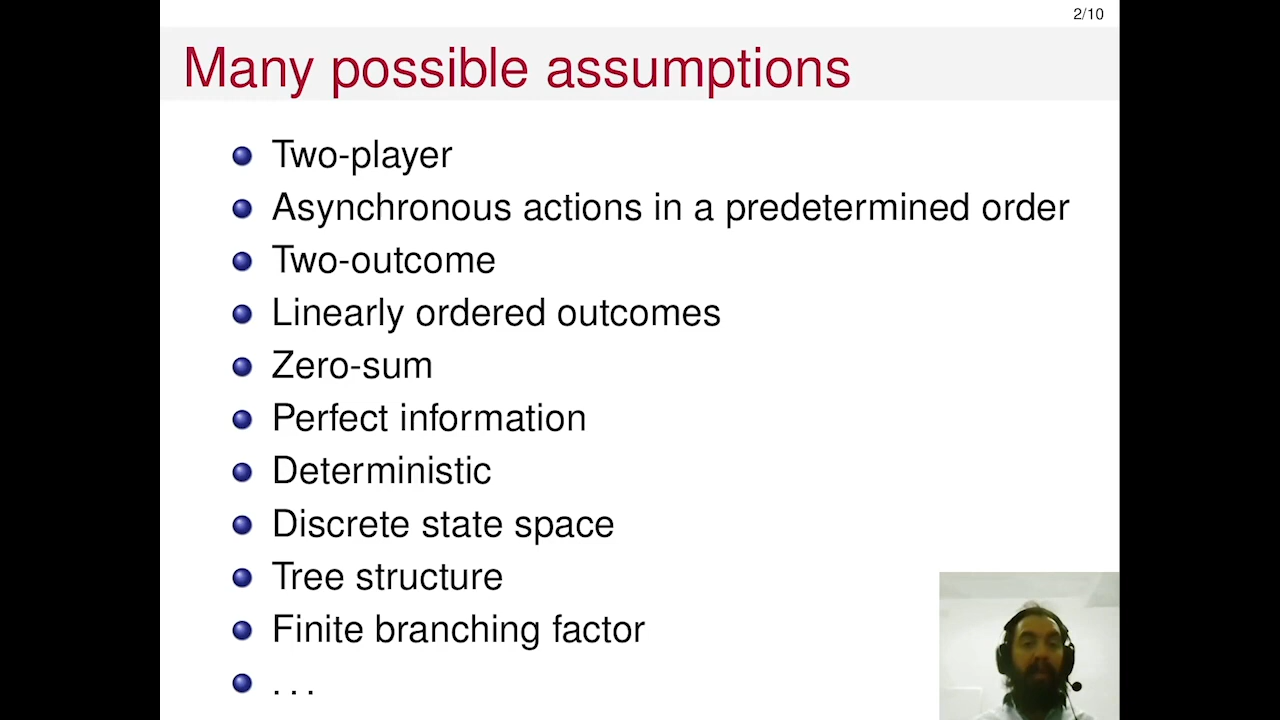 2/10
Many possible assumptions
Two-player
Asynchronous actions in a predetermined order
Two-outcome
Linearly ordered outcomes
Zero-sum
Perfect information
Deterministic
Discrete state space
Tree structure
Finite branching factor
. . .